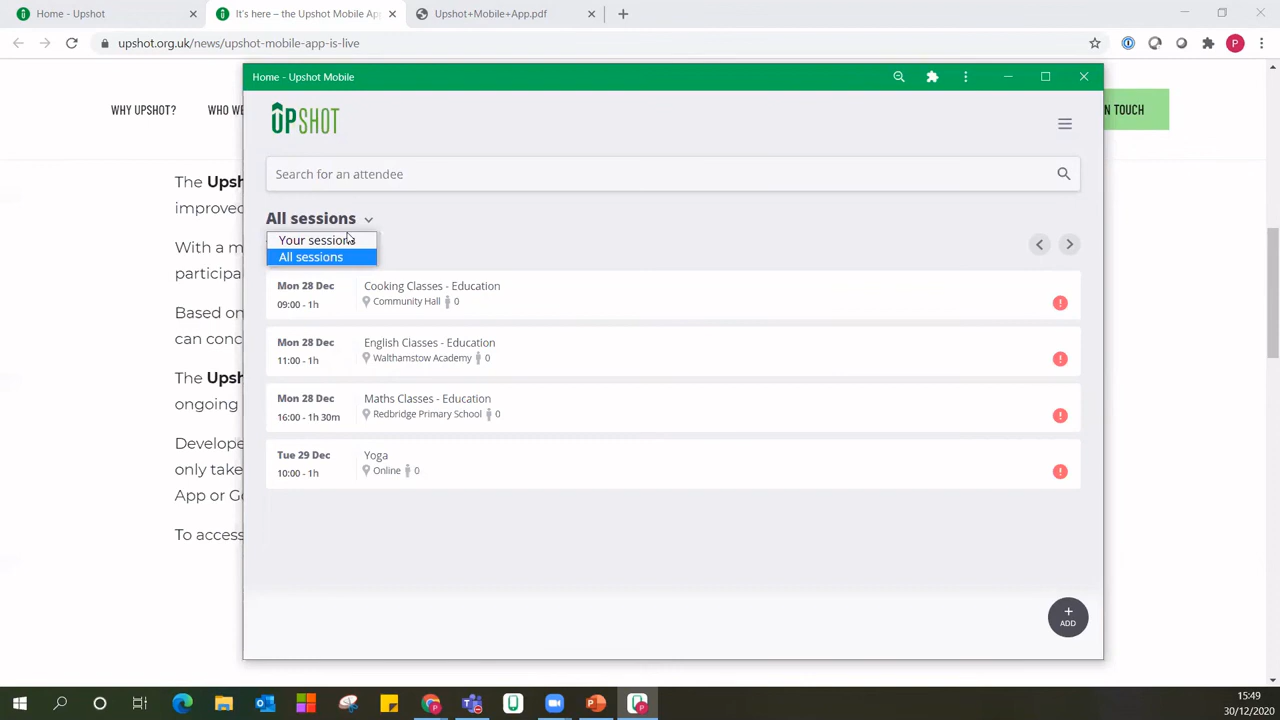 Home - Upshot
It's here – the Upshot Mobile Ap
Upshot+Mobile+App.pdf
upshot.org.uk/news/upshot-mobile-app-is-live
P
WHY UPSHOT?
WHO WE
N TOUCH
Home - Upshot Mobile
UPSHOT
Search for an attendee
All sessions
Your sessions
All sessions
Mon 28 Dec
09:00 - 1h
Cooking Classes - Education
Community Hall 0
Mon 28 Dec
11:00 - 1h
English Classes - Education
Walthamstow Academy 0
Mon 28 Dec
16:00 - 1h 30m
Maths Classes - Education
Redbridge Primary School 0
Tue 29 Dec
10:00 - 1h
Yoga
Online 0
+
ADD
The Upsh
improved
With a m
participa
Based on
can conc
The Upsh
ongoing
Develope
only take
App or Go
To access
15:49
30/12/2020